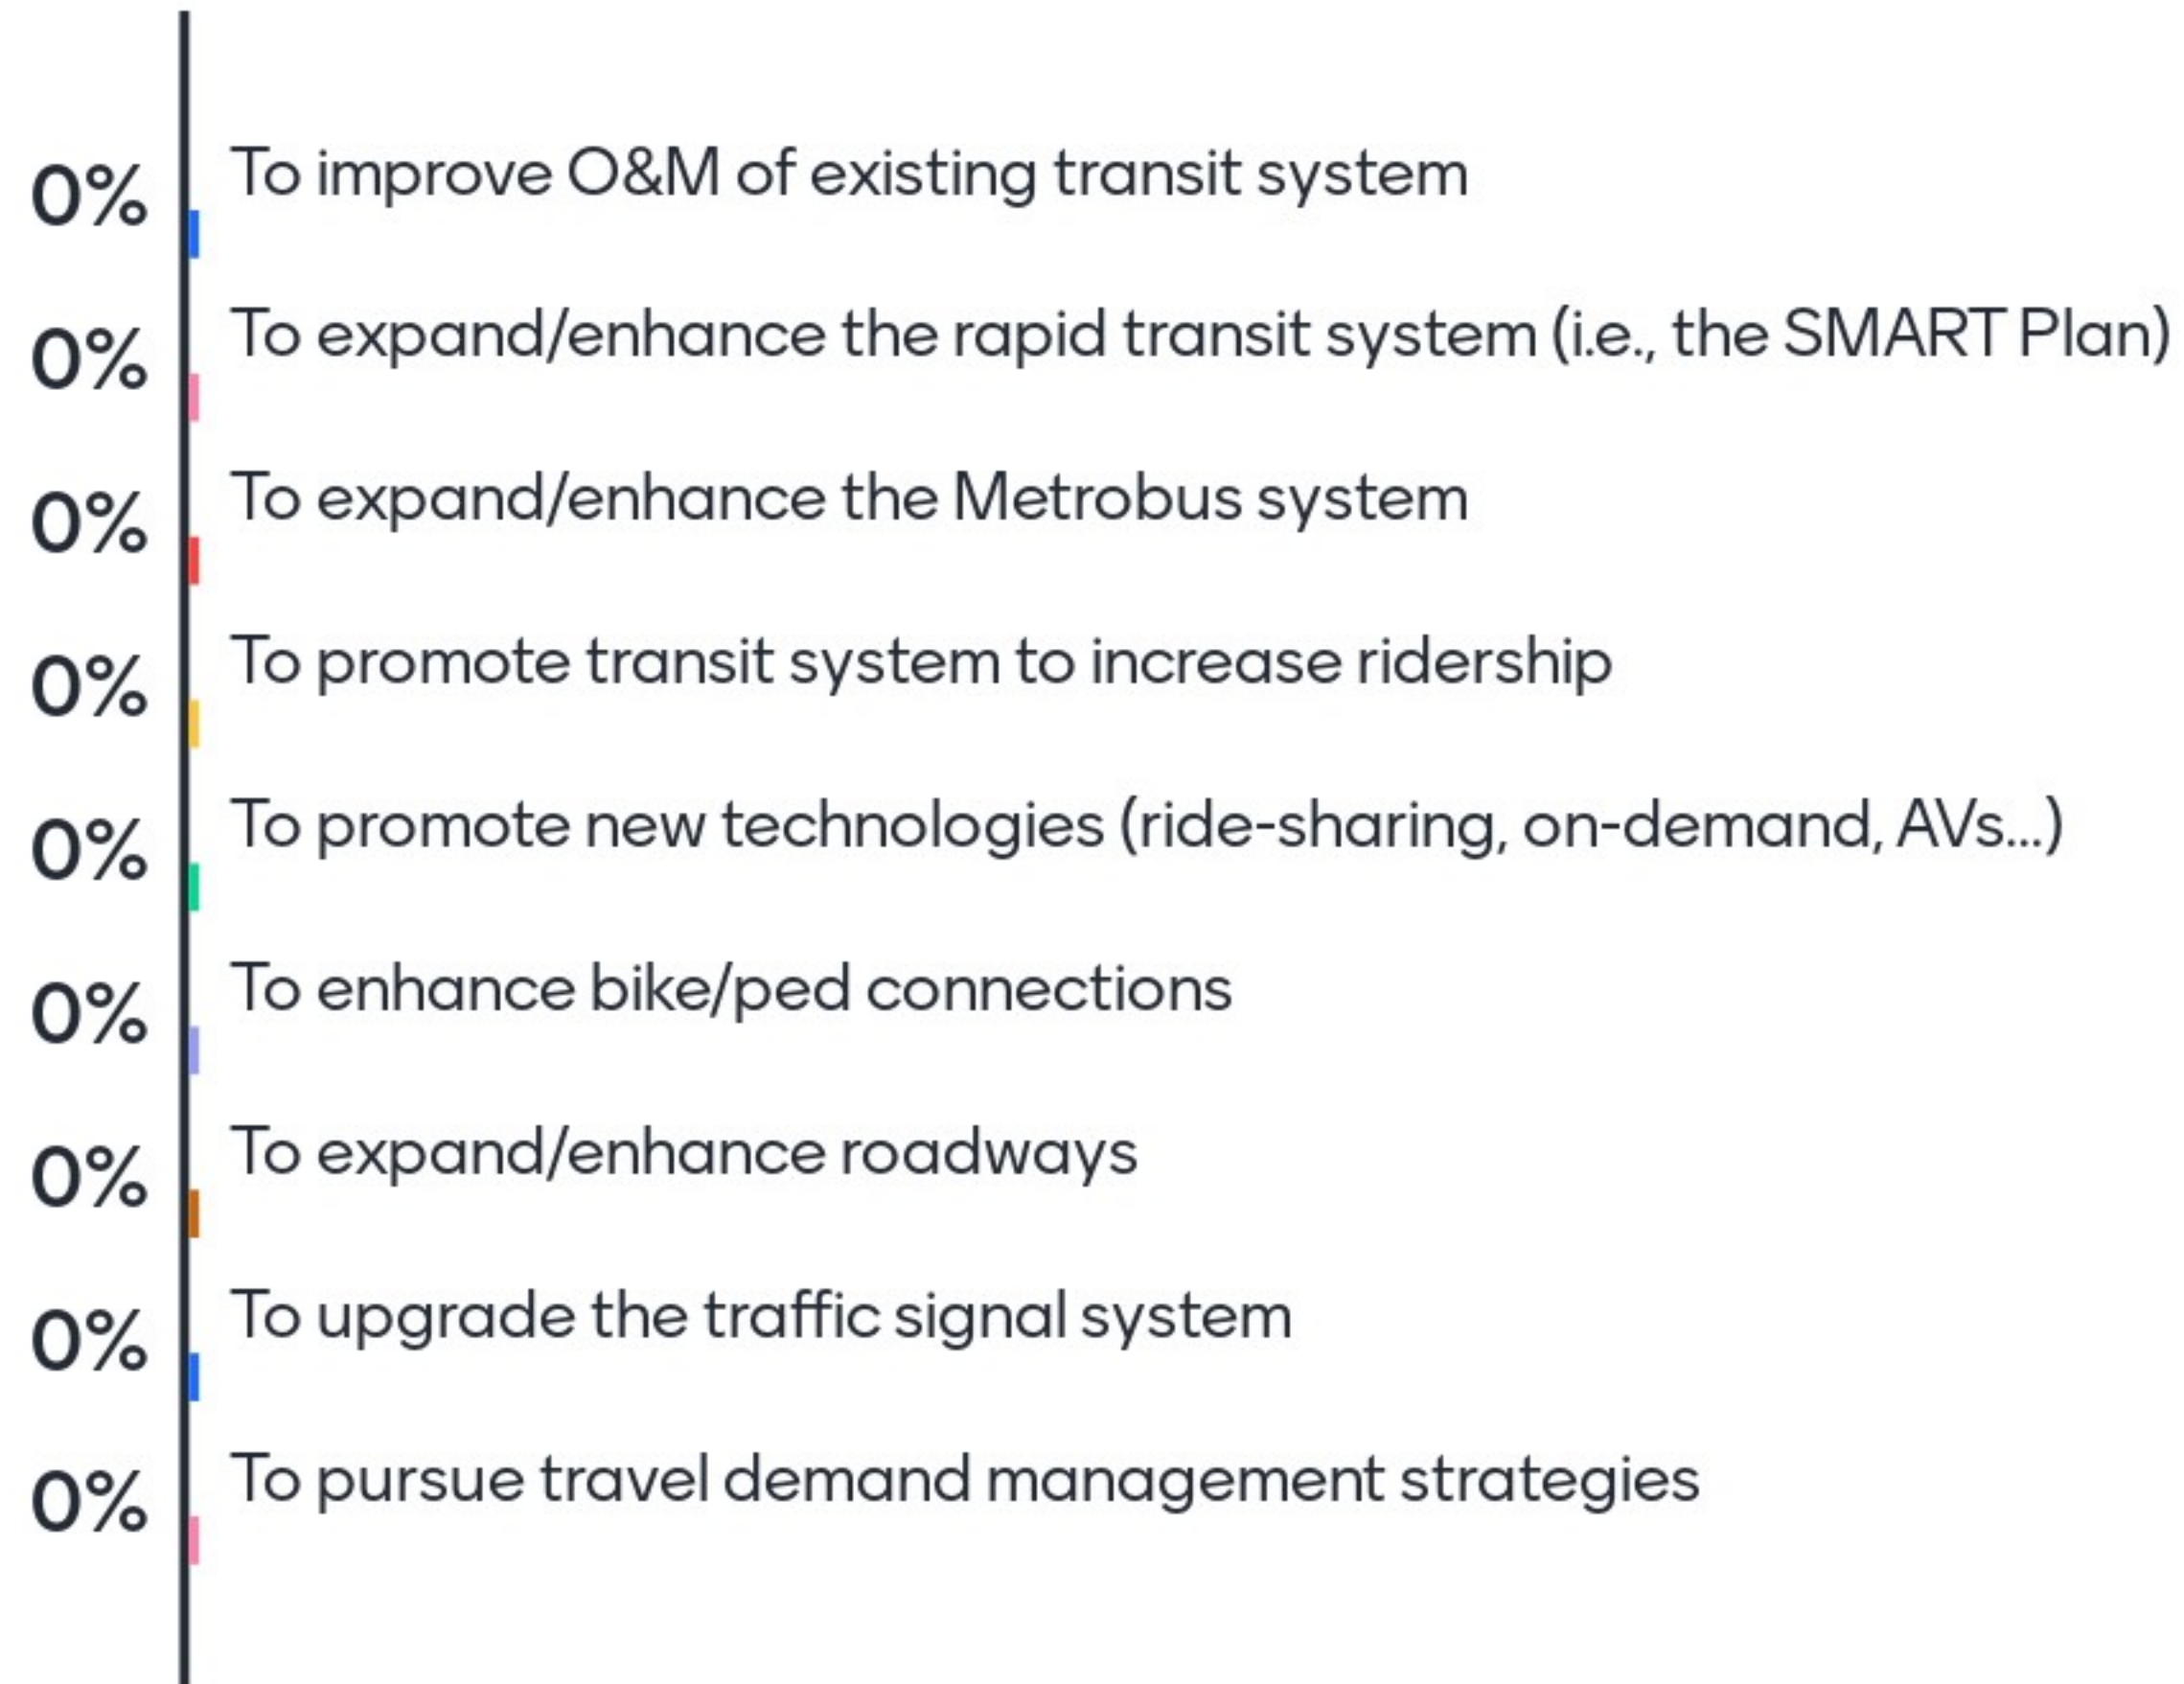 0% To improve O&M of existing transit system
0% To expand/enhance the rapid transit system (i.e., the SMART Plan)
0% To expand/enhance the Metrobus system
0% To promote transit system to increase ridership
0% To promote new technologies (ride-sharing, on-demand, AVs...)
0% To enhance bike/ped connections
0% To expand/enhance roadways
0% To upgrade the traffic signal system
0% To pursue travel demand management strategies